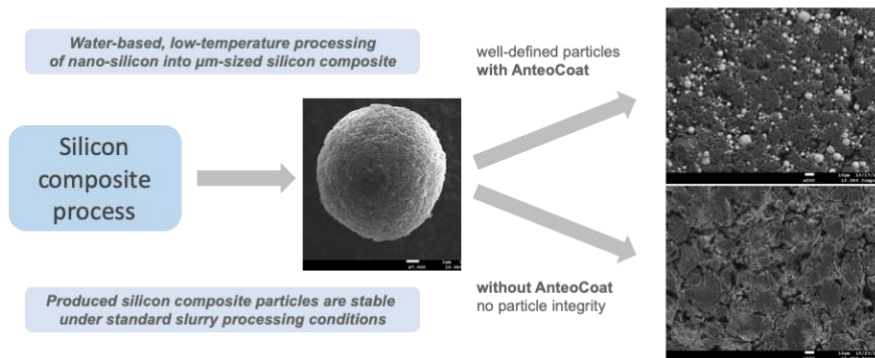 Water-based, low-temperature processing
of nano-silicon into µm-sized silicon composite
well-defined particles
with AnteoCoat
Silicon
composite
process
without AnteoCoat
no particle integrity
Produced silicon composite particles are stable
under standard slurry processing conditions